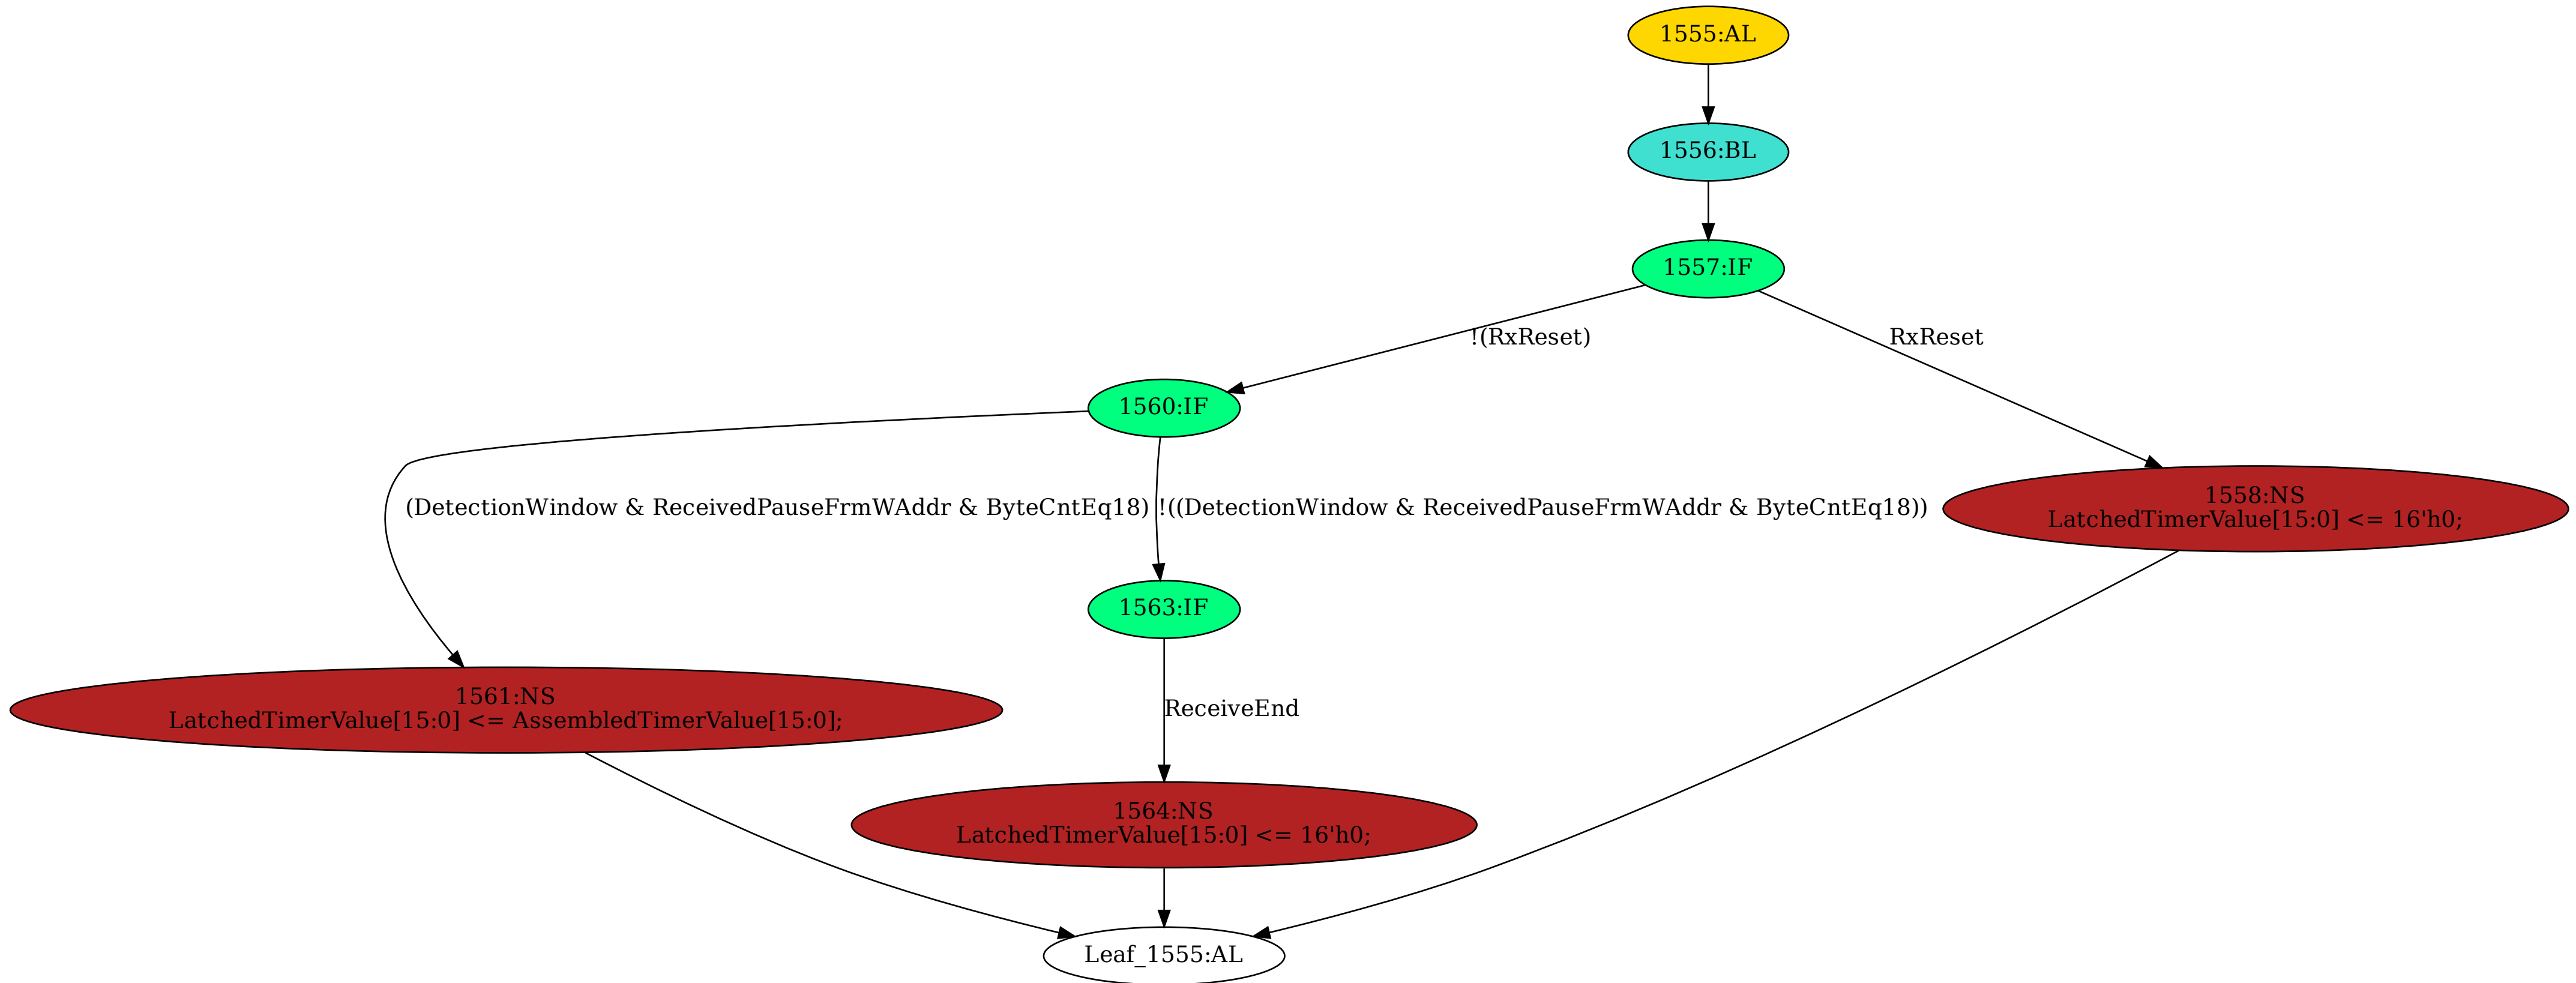 1555:AL
1556:BL
1557:IF
!(RxReset)
RxReset
1560:IF
(DetectionWindow & ReceivedPauseFrmWAddr & ByteCntEq18)
!((DetectionWindow & ReceivedPauseFrmWAddr & ByteCntEq18))
1558:NS
LatchedTimerValue[15:0] <= 16'h0;
1563:IF
1561:NS
LatchedTimerValue[15:0] <= AssembledTimerValue[15:0];
ReceiveEnd
1564:NS
LatchedTimerValue[15:0] <= 16'h0;
Leaf_1555:AL